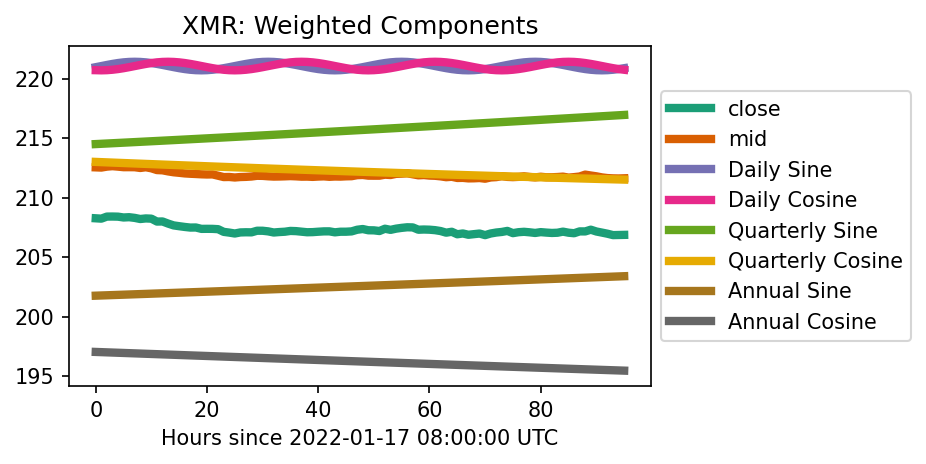 XMR: Weighted Components
220
215
210
205
200
195
0 20 40 60 80
Hours since 2022-01-17 08:00:00 UTC
close
mid
Daily Sine
Daily Cosine
Quarterly Sine
Quarterly Cosine
Annual Sine
Annual Cosine